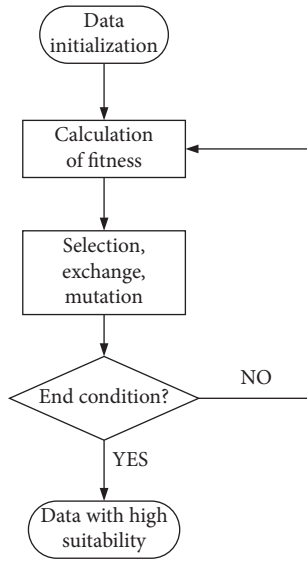 Data
initialization
Calculation
of fitness
Selection,
exchange,
mutation
End condition?
NO
YES
Data with high
suitability